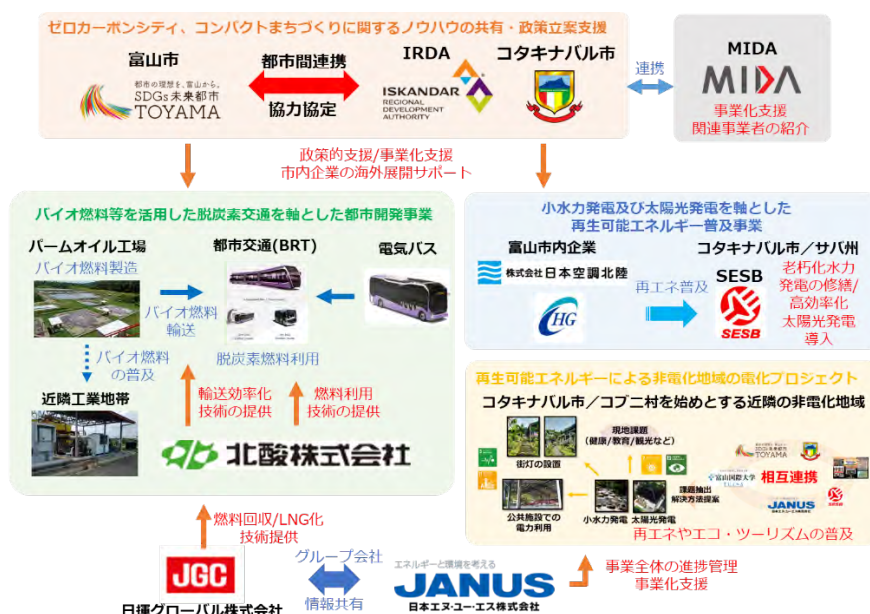 ゼロカーボンシティ、コンパクトまちづくりに関するノウハウの共有・政策立案支援
富山市
都市の理想を、富山から。
SDGs未来都市
TOYAMA
都市間連携
協力協定
IRDA
ISKANDAR
REGIONAL
DEVELOPMENT
AUTHORITY
コタキナバル市
連携
MIDA
MIDA
事業化支援
関連事業者の紹介
政策的支援/事業化支援
市内企業の海外展開サポート
バイオ燃料等を活用した脱炭素交通を軸とした都市開発事業
パームオイル工場
バイオ燃料製造
都市交通(BRT)
電気バス
バイオ燃料
輸送
バイオ燃料
の普及
脱炭素燃料利用
近隣工業地帯
輸送効率化
技術の提供
燃料利用
技術の提供
北酸株式会社
小水力発電及び太陽光発電を軸とした
再生可能エネルギー普及事業
富山市内企業
株式会社日本空調北陸
HG
再エネ普及
コタキナバル市／サバ州
SESB
SESB
老朽化水力
発電の修繕/
高効率化
太陽光発電
導入
再生可能エネルギーによる非電化地域の電化プロジェクト
コタキナバル市／コブニ村を始めとする近隣の非電化地域
現地課題
(健康/教育/観光など)
街灯の設置
公共施設での
電力利用
小水力発電
太陽光発電
課題抽出
解決方法提案
TOYAMA
富山国際大学
相互連携
JANUS
SESB
再エネやエコ・ツーリズムの普及
燃料回収/LNG化
技術提供
JGC
日揮グローバル株式会社
グループ会社
情報共有
エネルギーと環境を考える
JANUS
日本エヌ・ユー・エス株式会社
事業全体の進捗管理
事業化支援